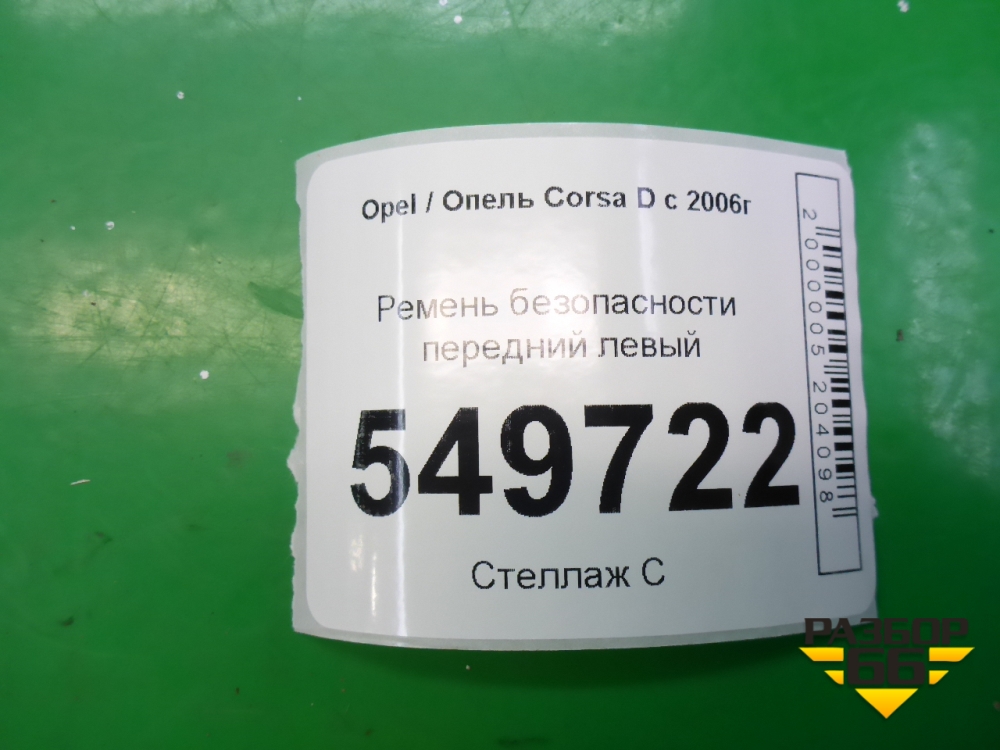 Opel / Опель Corsa D с 2006г
Ремень безопасности
передний левый
549722
Стеллаж С
2000005204098
РАЗБОР
66